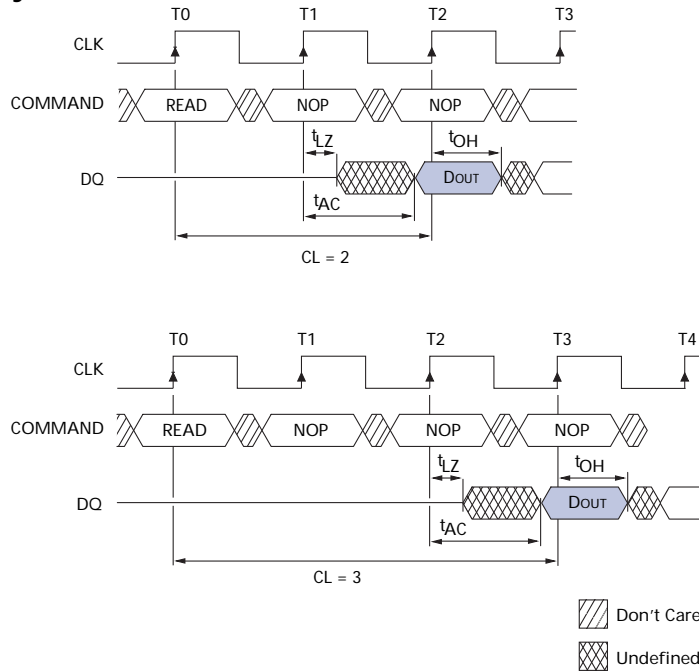 T0 T1 T2 T3
CLK
COMMAND READ NOP NOP
tLZ tOH
DQ DOUT
tAC
CL = 2
T0 T1 T2 T3 T4
CLK
COMMAND READ NOP NOP NOP
tLZ tOH
DQ DOUT
tAC
CL = 3
Don't Care
Undefined